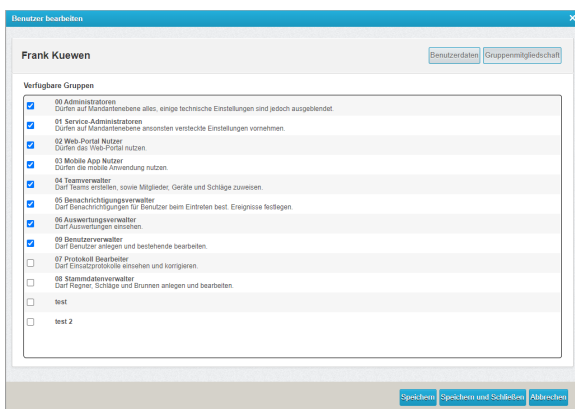 Benutzer bearbeiten
Frank Kuewen
Benutzerdaten
Gruppenmitgliedschaft
Verfügbare Gruppen
00 Administratoren
Dürfen auf Mandantenebene alles, einige technische Einstellungen sind jedoch ausgeblendet.
01 Service-Administratoren
Dürfen auf Mandantenebene ansonsten versteckte Einstellungen vornehmen.
02 Web-Portal Nutzer
Dürfen das Web-Portal nutzen.
03 Mobile App Nutzer
Dürfen die mobile Anwendung nutzen.
04 Teamverwalter
Darf Teams erstellen, sowie Mitglieder, Geräte und Schläge zuweisen.
05 Benachrichtigungsverwalter
Darf Benachrichtigungen für Benutzer beim Eintreten best. Ereignisse festlegen.
06 Auswertungsverwalter
Darf Auswertungen einsehen.
09 Benutzerverwalter
Darf Benutzer anlegen und bestehende bearbeiten.
07 Protokoll Bearbeiter
Darf Einsatzprotokolle einsehen und korrigieren.
08 Stammdatenverwalter
Darf Regner, Schläge und Brunnen anlegen und bearbeiten.
test
test 2
Speichern
Speichern und Schließen
Abbrechen